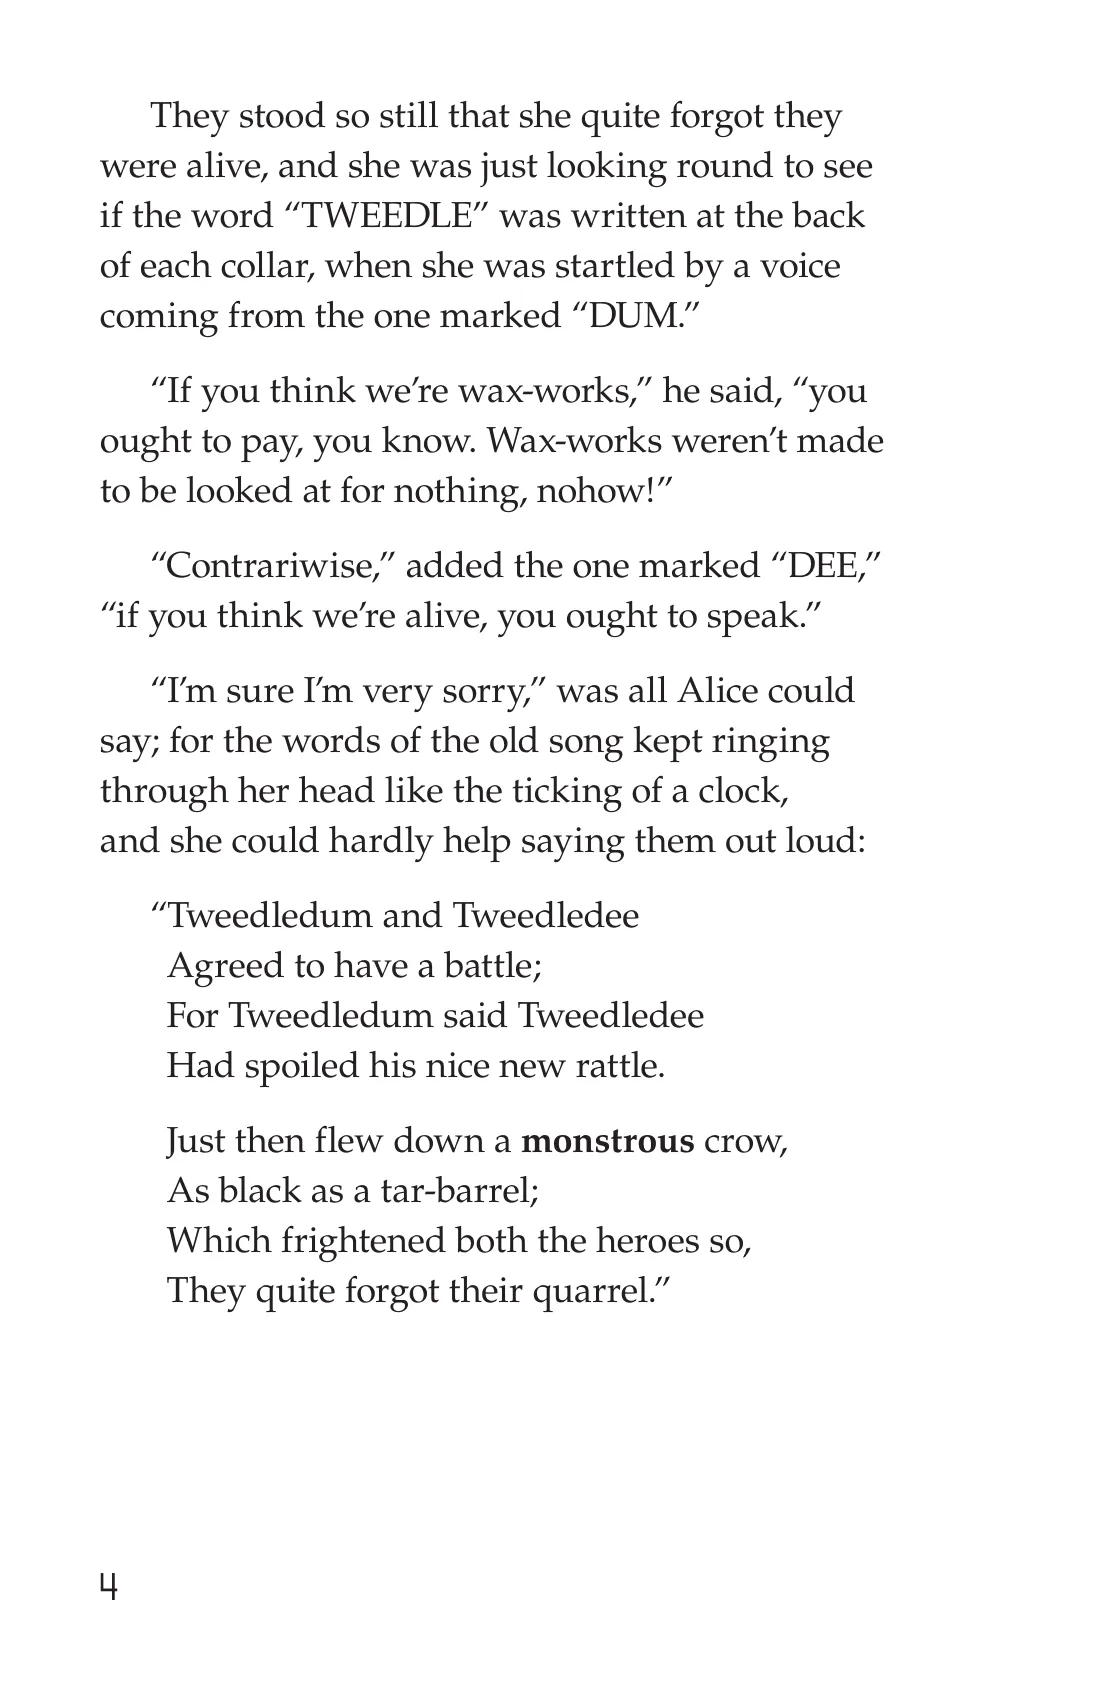 They stood so still that she quite forgot they
were alive, and she was just looking round to see
if the word “TWEEDLE” was written at the back
of each collar, when she was startled by a voice
coming from the one marked “DUM.”
“If you think we’re wax-works,” he said, “you
ought to pay, you know. Wax-works weren’t made
to be looked at for nothing, nohow!”
“Contrariwise,” added the one marked “DEE,”
“if you think we’re alive, you ought to speak.”
“I’m sure I’m very sorry,” was all Alice could
say; for the words of the old song kept ringing
through her head like the ticking of a clock,
and she could hardly help saying them out loud:
“Tweedledum and Tweedledee
Agreed to have a battle;
For Tweedledum said Tweedledee
Had spoiled his nice new rattle.
Just then flew down a monstrous crow,
As black as a tar-barrel;
Which frightened both the heroes so,
They quite forgot their quarrel.”
4